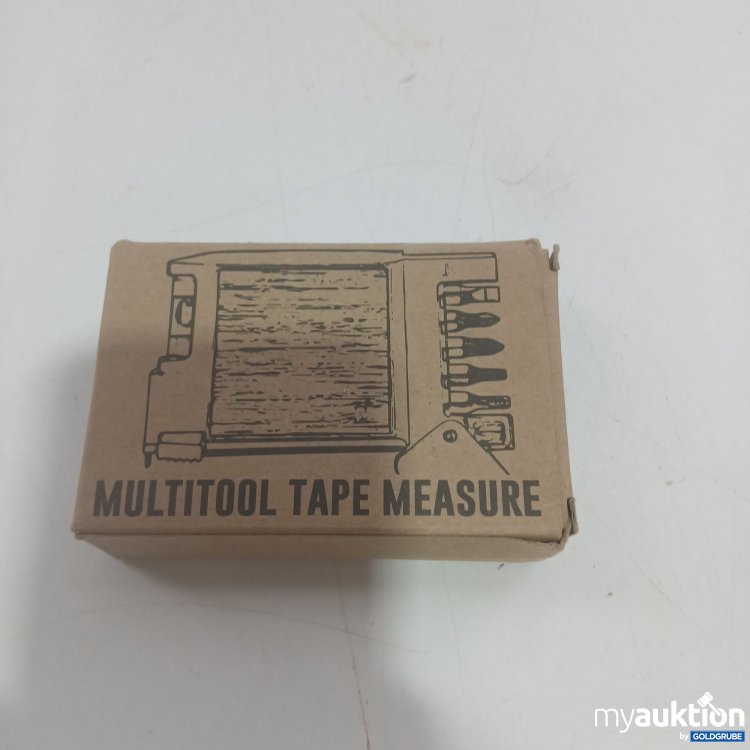 MULTITOOL TAPE MEASURE
myauktion
by GOLDGRUBE